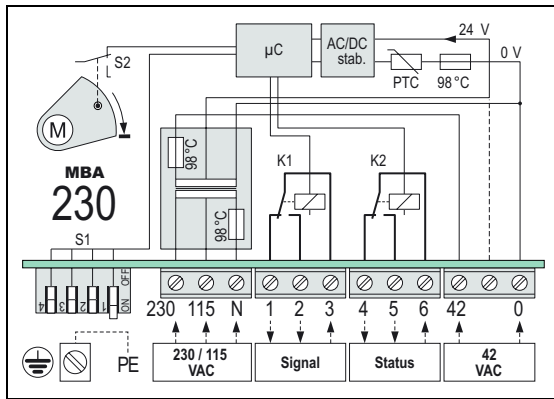 24 V
S2
µC
AC/DC
stab.
0 V
PTC
98 °C
M
98 °C
K1
K2
MBA
230
98 °C
S1
4 3 2 1
OFF
ON
230 115 N 1 2 3 4 5 6 42 0
PE
230 / 115
VAC
Signal
Status
42
VAC